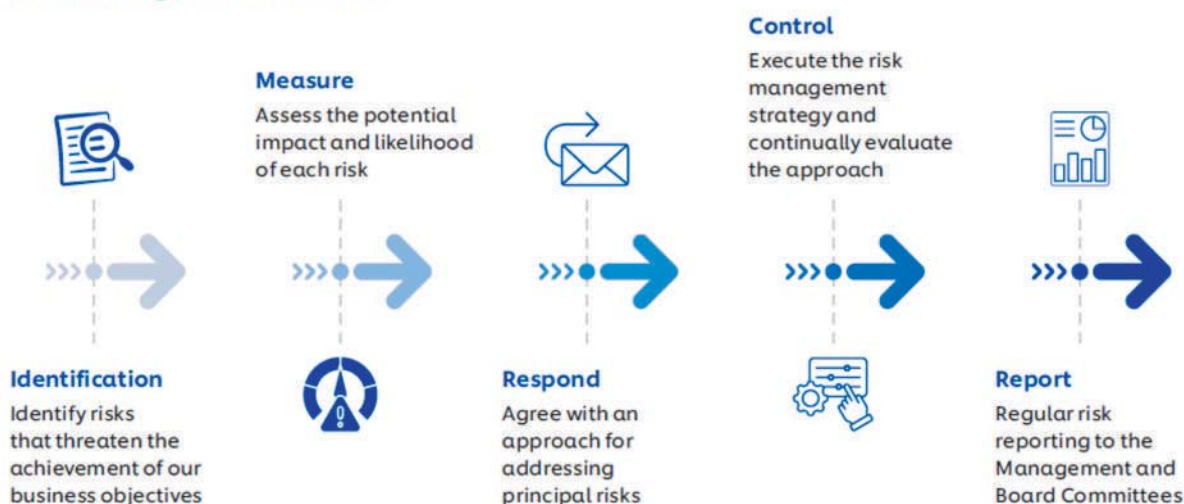 Identification
Identify risks
that threaten the
achievement of our
business objectives
Measure
Assess the potential
impact and likelihood
of each risk
Respond
Agree with an
approach for
addressing
principal risks
Control
Execute the risk
management
strategy and
continually evaluate
the approach
Report
Regular risk
reporting to the
Management and
Board Committees